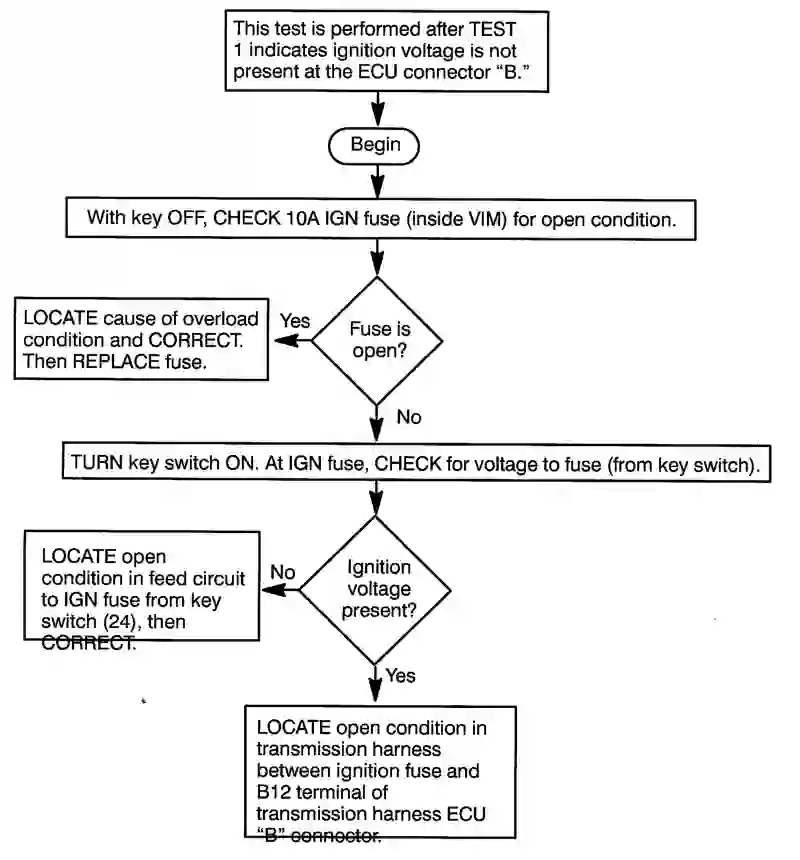 This test is performed after TEST
1 indicates ignition voltage is not
present at the ECU connector “B.”
Begin
With key OFF, CHECK 10A IGN fuse (inside VIM) for open condition.
LOCATE cause of overload
condition and CORRECT.
Then REPLACE fuse.
Yes
Fuse is
open?
No
TURN key switch ON. At IGN fuse, CHECK for voltage to fuse (from key switch).
LOCATE open
condition in feed circuit
to IGN fuse from key
switch (24), then
CORRECT.
No
Ignition
voltage
present?
Yes
LOCATE open condition in
transmission harness
between ignition fuse and
B12 terminal of
transmission harness ECU
“B” connector.